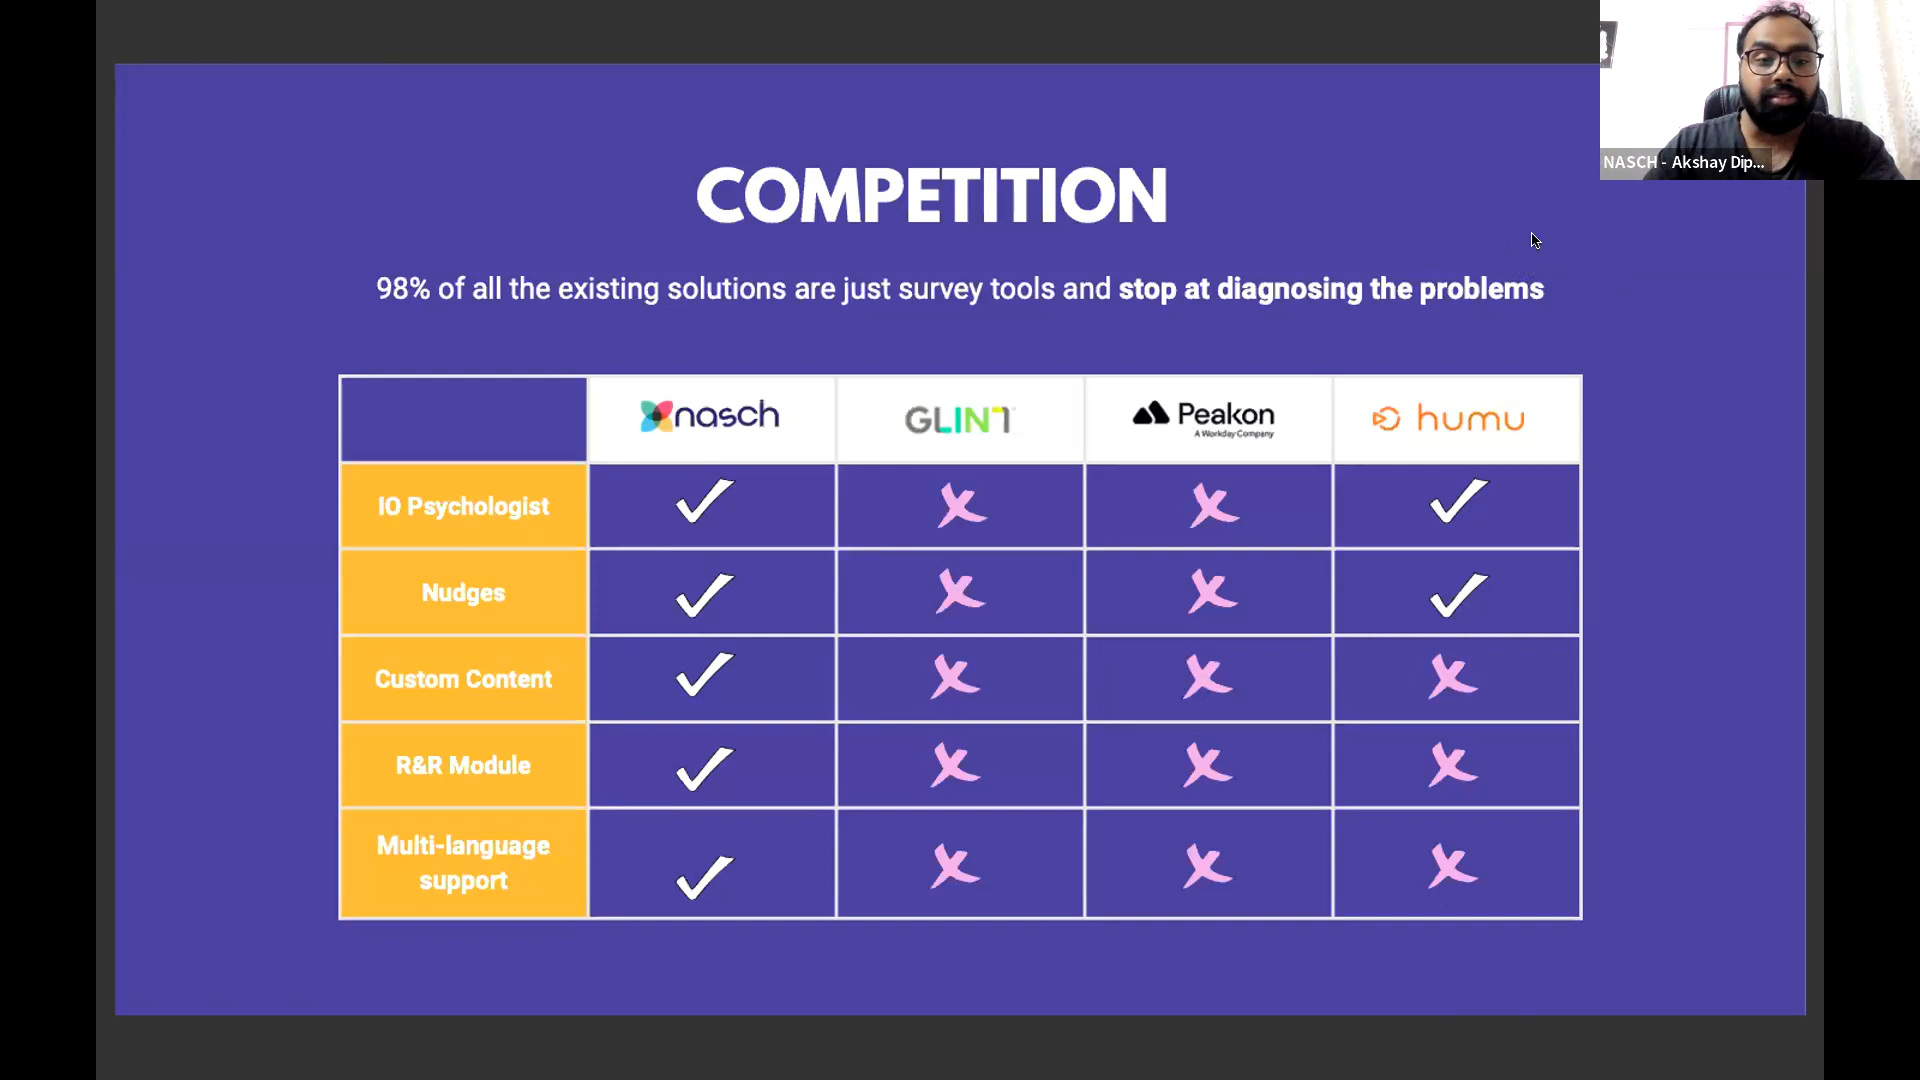 NASCH - Akshay Dip...
COMPETITION
98% of all the existing solutions are just survey tools and stop at diagnosing the problems
nasch
GLINT
Peakon
A Workday Company
humu
IO Psychologist
Nudges
Custom Content
R&R Module
Multi-language
support